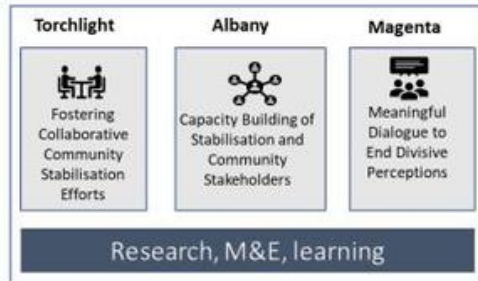 Torchlight
Fostering
Collaborative
Community
Stabilisation
Efforts
Albany
Capacity Building of
Stabilisation and
Community
Stakeholders
Magenta
Meaningful
Dialogue to
End Divisive
Perceptions
Research, M&E, learning